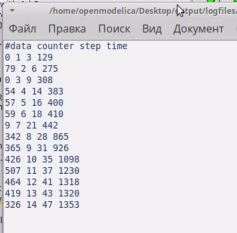 /home/openmodelica/Desktop/output/logfiles/
Файл Правка Поиск Вид Документ
#data counter step time
0 1 3 129
79 2 6 275
0 3 9 308
54 4 14 383
57 5 16 400
59 6 18 410
9 7 21 442
342 8 28 865
365 9 31 926
426 10 35 1098
507 11 37 1230
464 12 41 1318
419 13 43 1320
326 14 47 1353